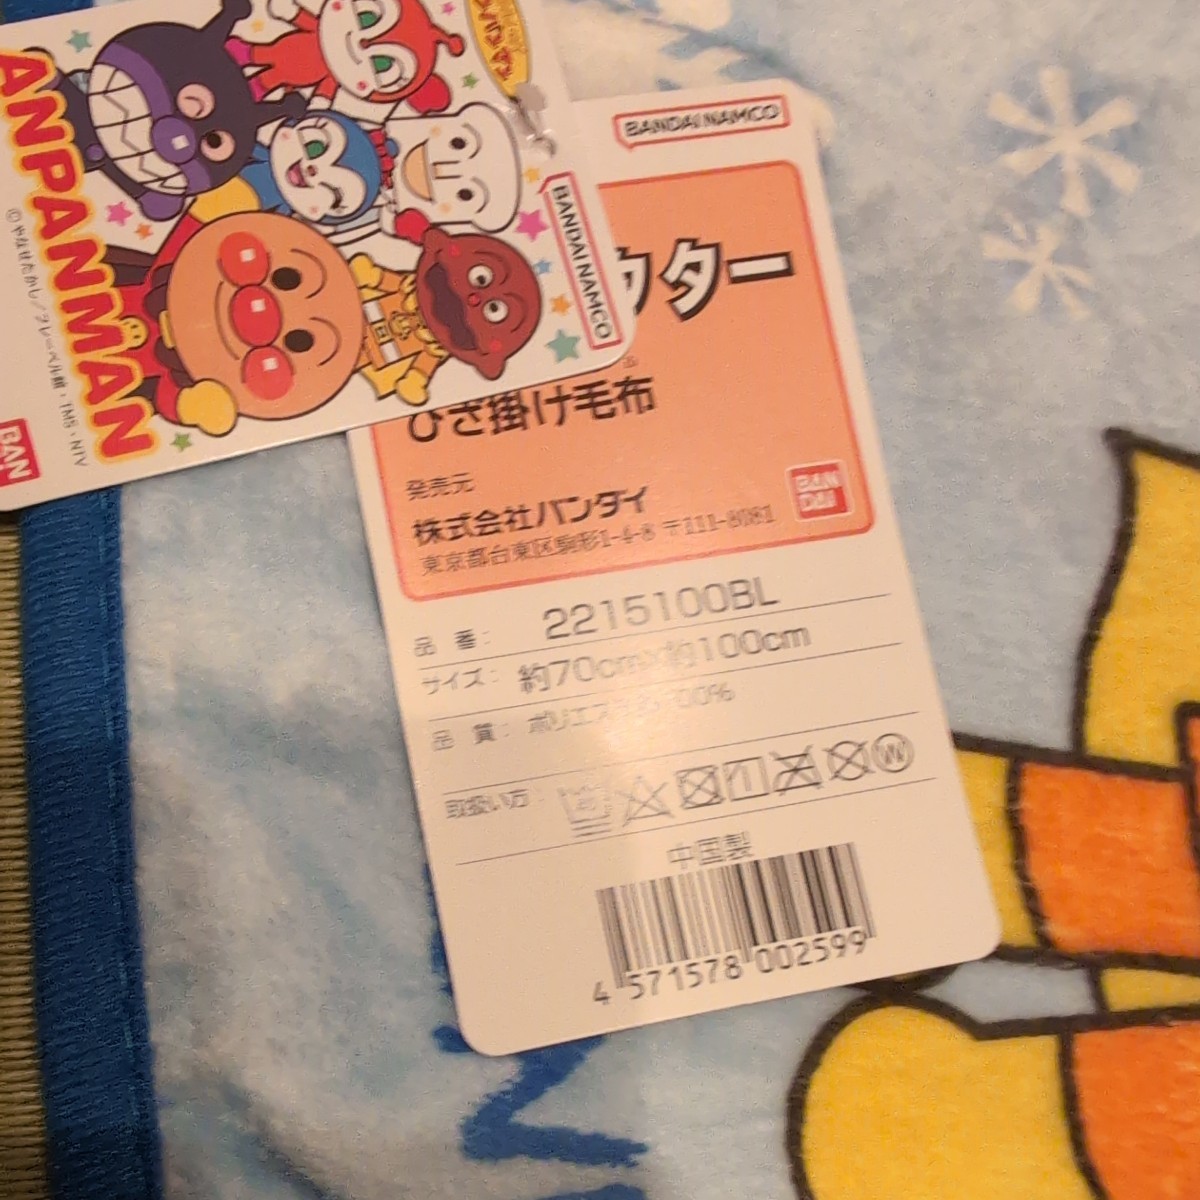 ANPANMAN
©やなせたかし/フレーベル館・TMS・NTV
BANDAI NAMCO
BAN
BANDAI NAMCO
クター
ひざ掛け毛布
発売元
株式会社バンダイ
東京都台東区駒形1-4-8 〒111-8081
BAN DAI
品番: 2215100BL
サイズ: 約70cm×約100cm
品質: ポリエステル100%
取扱い方:
W
中国製
4 571578 002599